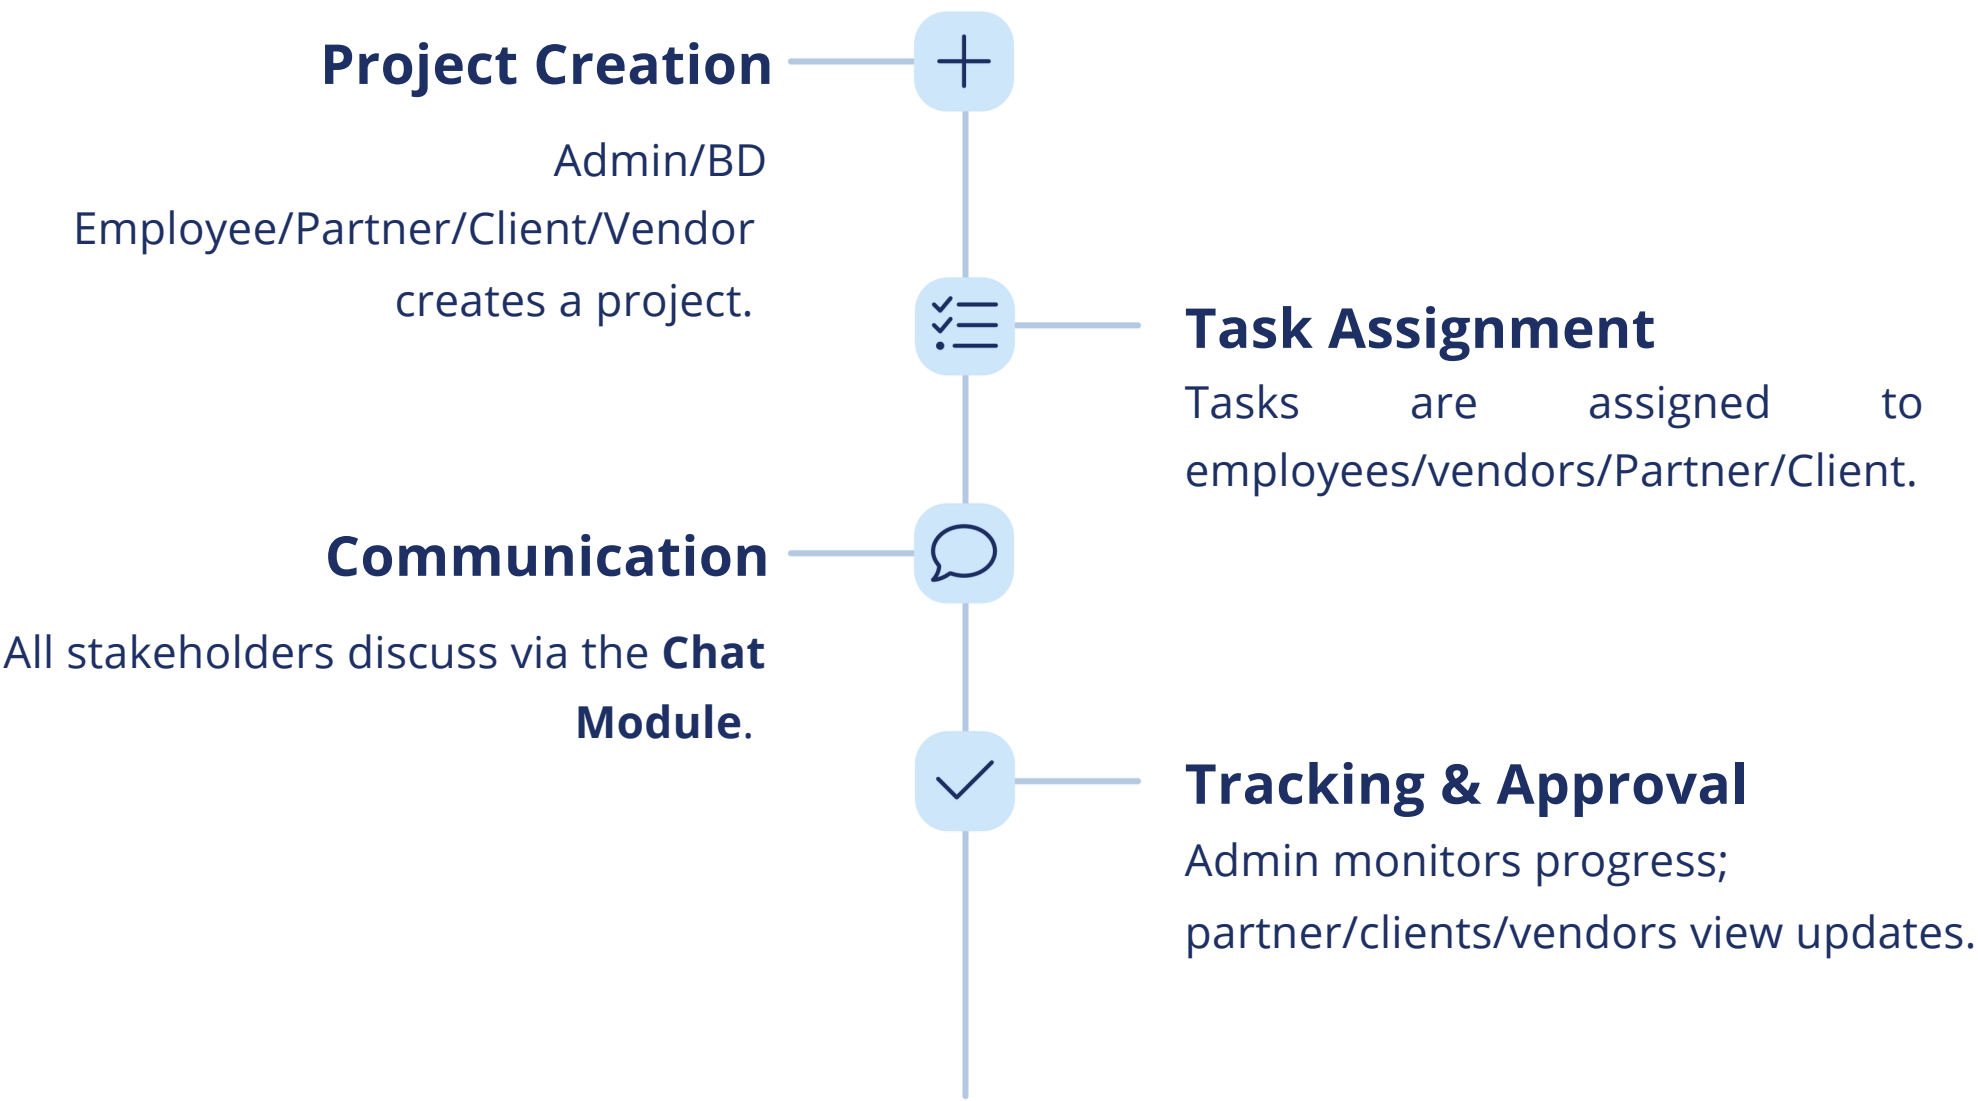 Project Creation
Admin/BD
Employee/Partner/Client/Vendor
creates a project.
Task Assignment
Tasks are assigned to
employees/vendors/Partner/Client.
Communication
All stakeholders discuss via the Chat
Module.
Tracking & Approval
Admin monitors progress;
partner/clients/vendors view updates.